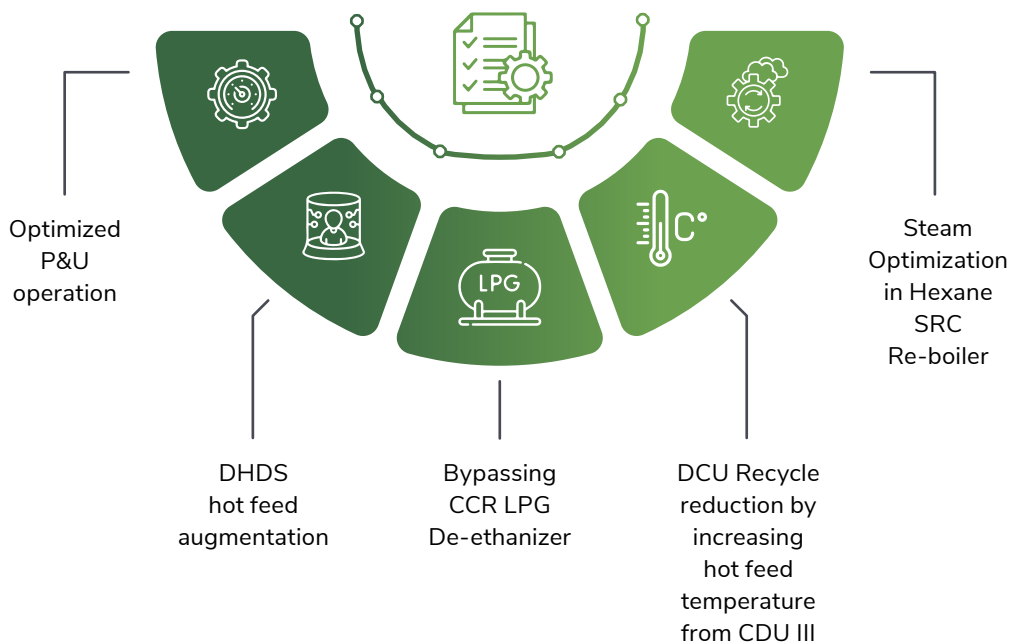 Optimized
P&U
operation
DHDS
hot feed
augmentation
LPG
Bypassing
CCR LPG
De-ethanizer
C°
DCU Recycle
reduction by
increasing
hot feed
temperature
from CDU III
Steam
Optimization
in Hexane
SRC
Re-boiler